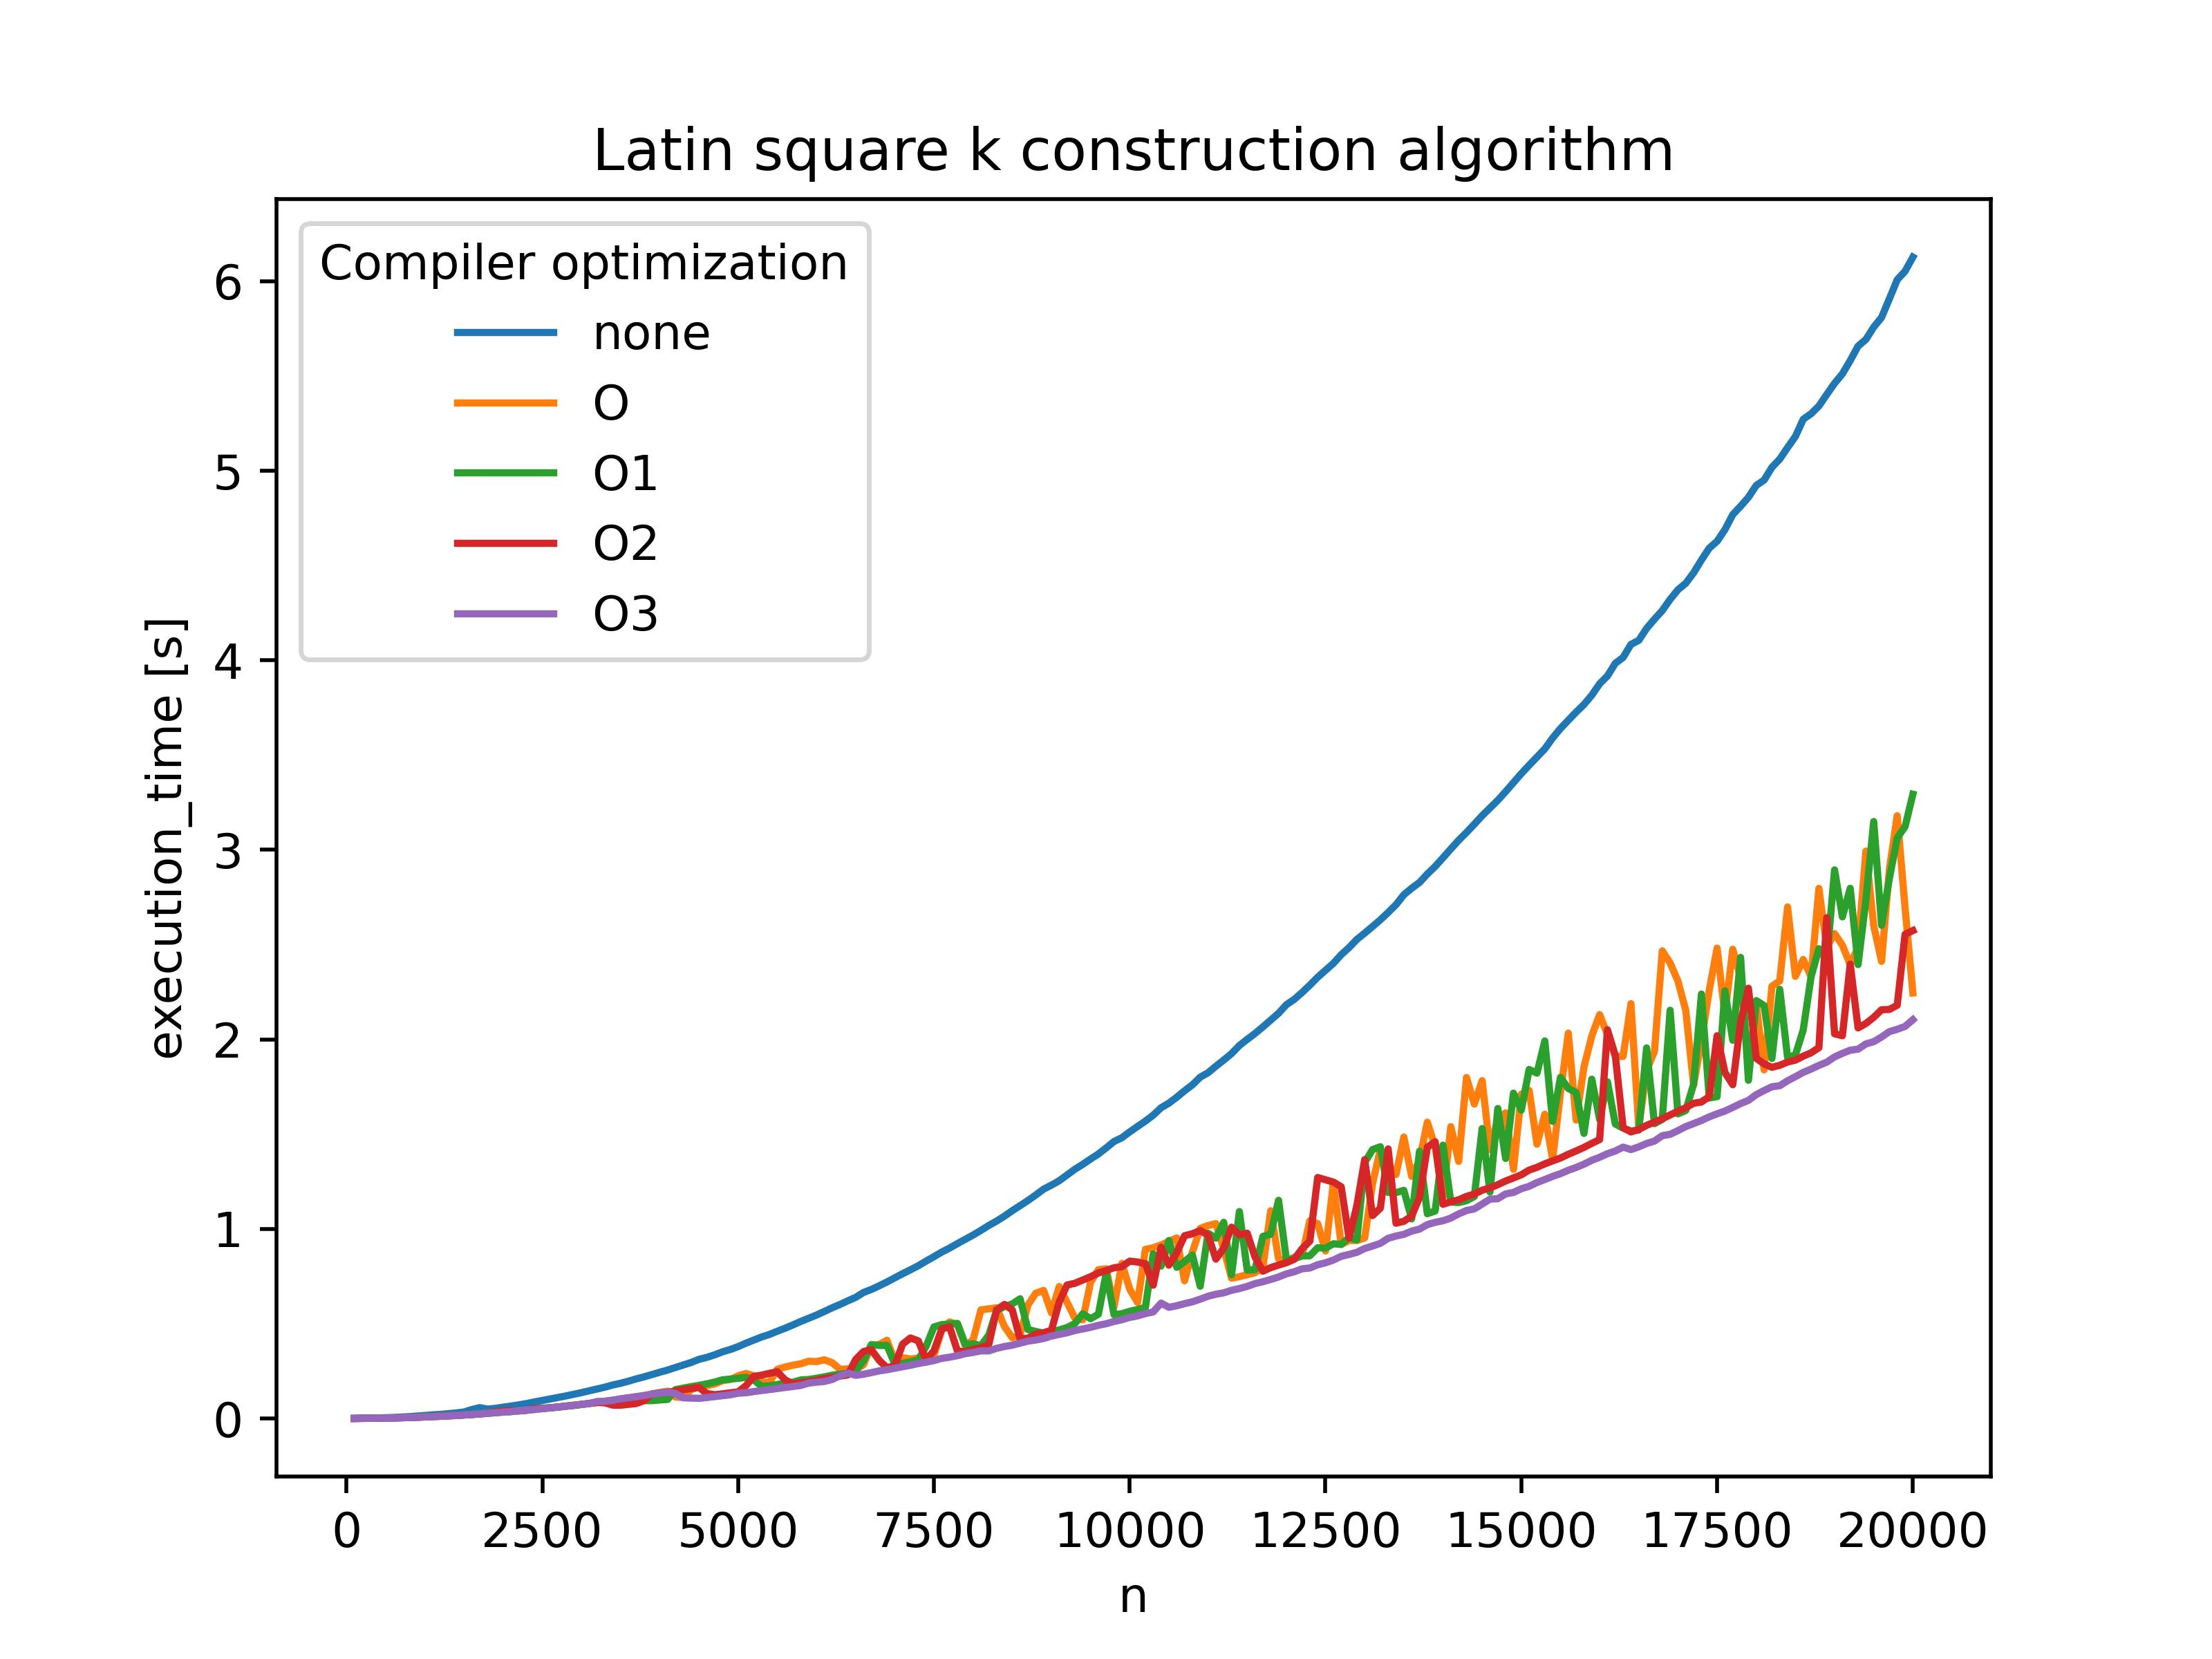 Latin square k construction algorithm
Compiler optimization
none
O
O1
O2
O3
execution_time [s]
6
5
4
3
2
1
0
0 2500 5000 7500 10000 12500 15000 17500 20000
n